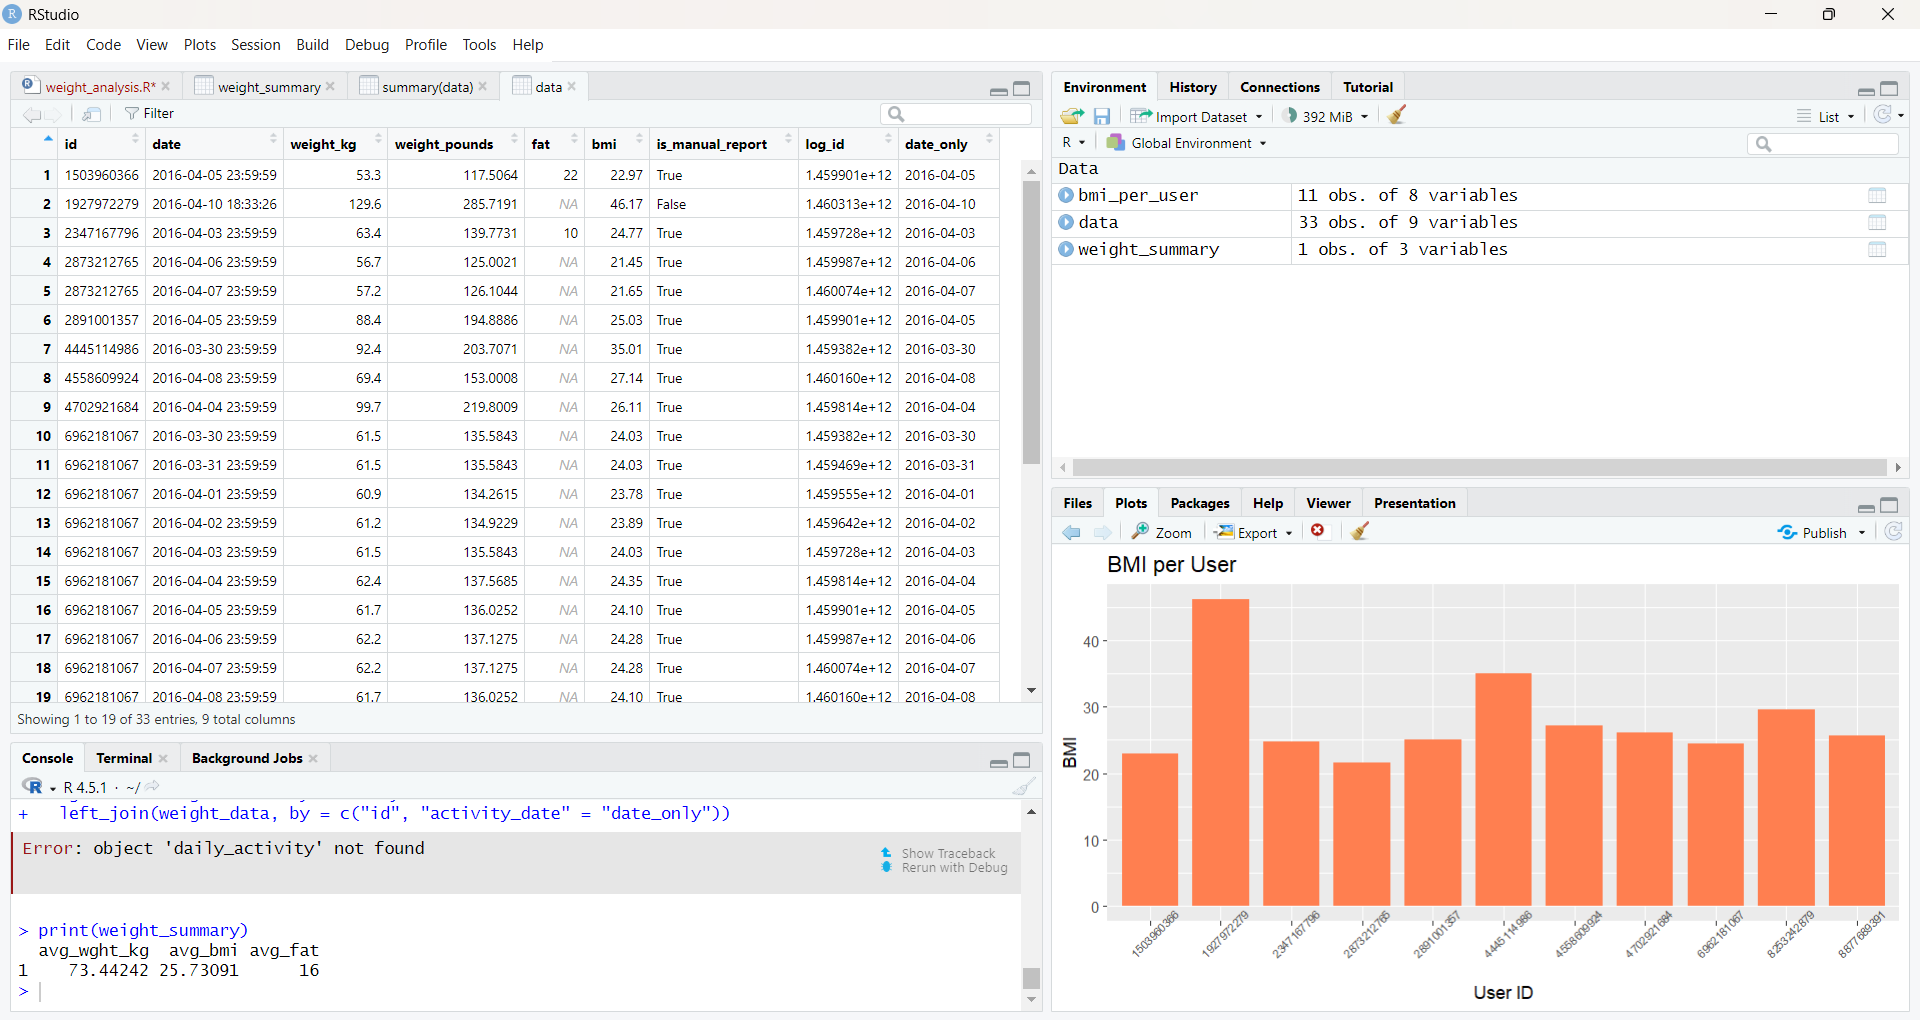 RStudio
File Edit Code View Plots Session Build Debug Profile Tools Help
weight_analysis.R* weight_summary summary(data) data
Filter
id date weight_kg weight_pounds fat bmi is_manual_report log_id date_only
1 1503960366 2016-04-05 23:59:59 53.3 117.5064 22 22.97 True 1.459901e+12 2016-04-05
2 1927972279 2016-04-10 18:33:26 129.6 285.7191 NA 46.17 False 1.460313e+12 2016-04-10
3 2347167796 2016-04-03 23:59:59 63.4 139.7731 10 24.77 True 1.459728e+12 2016-04-03
4 2873212765 2016-04-06 23:59:59 56.7 125.0021 NA 21.45 True 1.459987e+12 2016-04-06
5 2873212765 2016-04-07 23:59:59 57.2 126.1044 NA 21.65 True 1.460074e+12 2016-04-07
6 2891001357 2016-04-05 23:59:59 88.4 194.8886 NA 25.03 True 1.459901e+12 2016-04-05
7 4445114986 2016-03-30 23:59:59 92.4 203.7071 NA 35.01 True 1.459382e+12 2016-03-30
8 4558609924 2016-04-08 23:59:59 69.4 153.0008 NA 27.14 True 1.460160e+12 2016-04-08
9 4702921684 2016-04-04 23:59:59 99.7 219.8009 NA 26.11 True 1.459814e+12 2016-04-04
10 6962181067 2016-03-30 23:59:59 61.5 135.5843 NA 24.03 True 1.459382e+12 2016-03-30
11 6962181067 2016-03-31 23:59:59 61.5 135.5843 NA 24.03 True 1.459469e+12 2016-03-31
12 6962181067 2016-04-01 23:59:59 60.9 134.2615 NA 23.78 True 1.459555e+12 2016-04-01
13 6962181067 2016-04-02 23:59:59 61.2 134.9229 NA 23.89 True 1.459642e+12 2016-04-02
14 6962181067 2016-04-03 23:59:59 61.5 135.5843 NA 24.03 True 1.459728e+12 2016-04-03
15 6962181067 2016-04-04 23:59:59 62.4 137.5685 NA 24.35 True 1.459814e+12 2016-04-04
16 6962181067 2016-04-05 23:59:59 61.7 136.0252 NA 24.10 True 1.459901e+12 2016-04-05
17 6962181067 2016-04-06 23:59:59 62.2 137.1275 NA 24.28 True 1.459987e+12 2016-04-06
18 6962181067 2016-04-07 23:59:59 62.2 137.1275 NA 24.28 True 1.460074e+12 2016-04-07
19 6962181067 2016-04-08 23:59:59 61.7 136.0252 NA 24.10 True 1.460160e+12 2016-04-08
Showing 1 to 19 of 33 entries, 9 total columns
Console Terminal Background Jobs
R 4.5.1 · ~/
+ left_join(weight_data, by = c("id", "activity_date" = "date_only"))
Error: object 'daily_activity' not found
Show Traceback
Rerun with Debug
> print(weight_summary)
avg_wght_kg avg_bmi avg_fat
1 73.44242 25.73091 16
>
Environment History Connections Tutorial
Import Dataset 392 MiB List
R Global Environment
Data
bmi_per_user 11 obs. of 8 variables
data 33 obs. of 9 variables
weight_summary 1 obs. of 3 variables
Files Plots Packages Help Viewer Presentation
Zoom Export Publish
BMI per User
BMI
40
30
20
10
0
1503960366 1927972279 2347167796 2873212765 2891001357 4445114986 4558609924 4702921684 6962181067 8253242879 8877689391
User ID